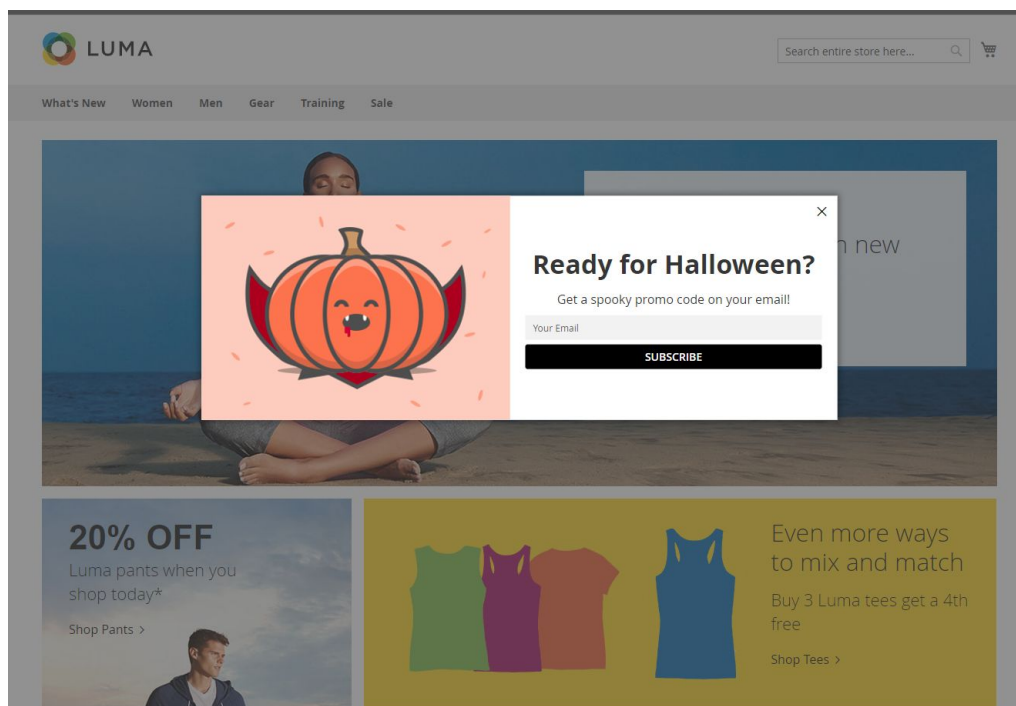 LUMA
Search entire store here...
What's New Women Men Gear Training Sale
n new
Ready for Halloween?
Get a spooky promo code on your email!
Your Email
SUBSCRIBE
20% OFF
Luma pants when you
shop today*
Shop Pants >
Even more ways
to mix and match
Buy 3 Luma tees get a 4th
free
Shop Tees >